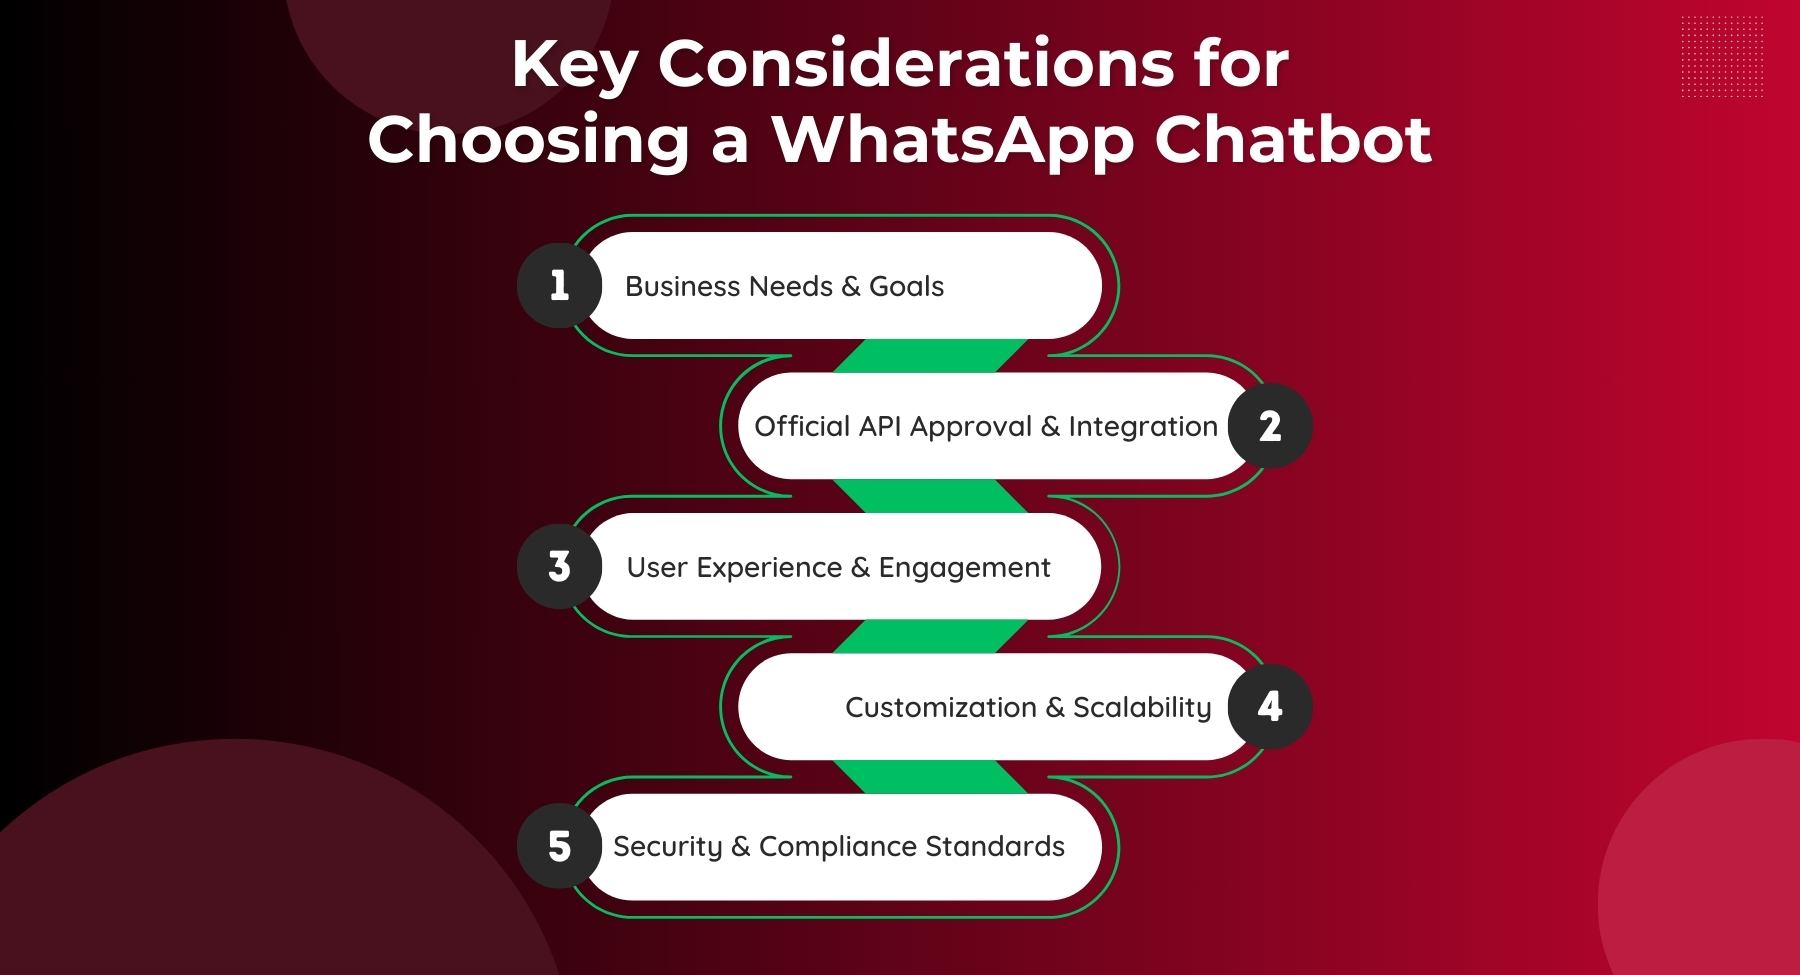 Key Considerations for
Choosing a WhatsApp Chatbot
1 Business Needs & Goals
Official API Approval & Integration 2
3 User Experience & Engagement
Customization & Scalability 4
5 Security & Compliance Standards